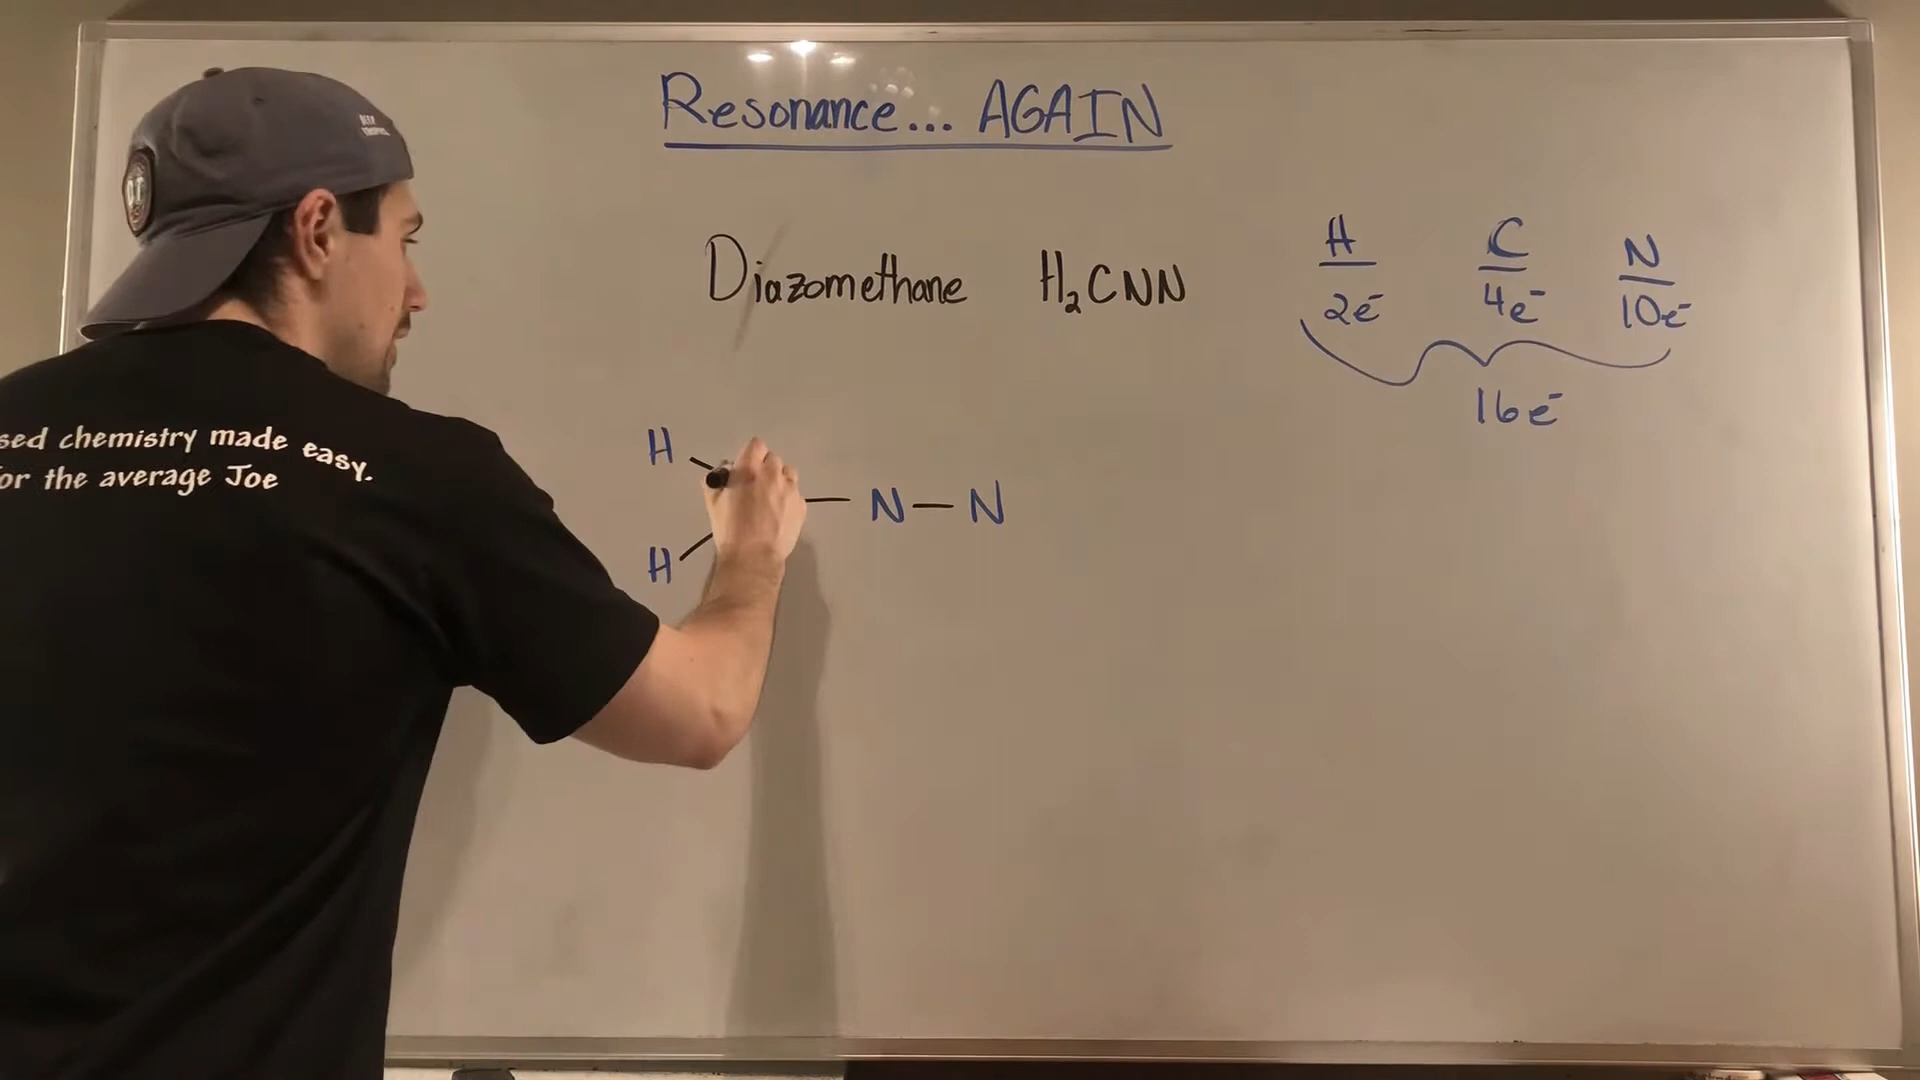 Resonance... AGAIN
Diazomethane H₂CNN
H C N
2e⁻ 4e⁻ 10e⁻
16e⁻
H
N—N
H
sed chemistry made easy.
or the average Joe